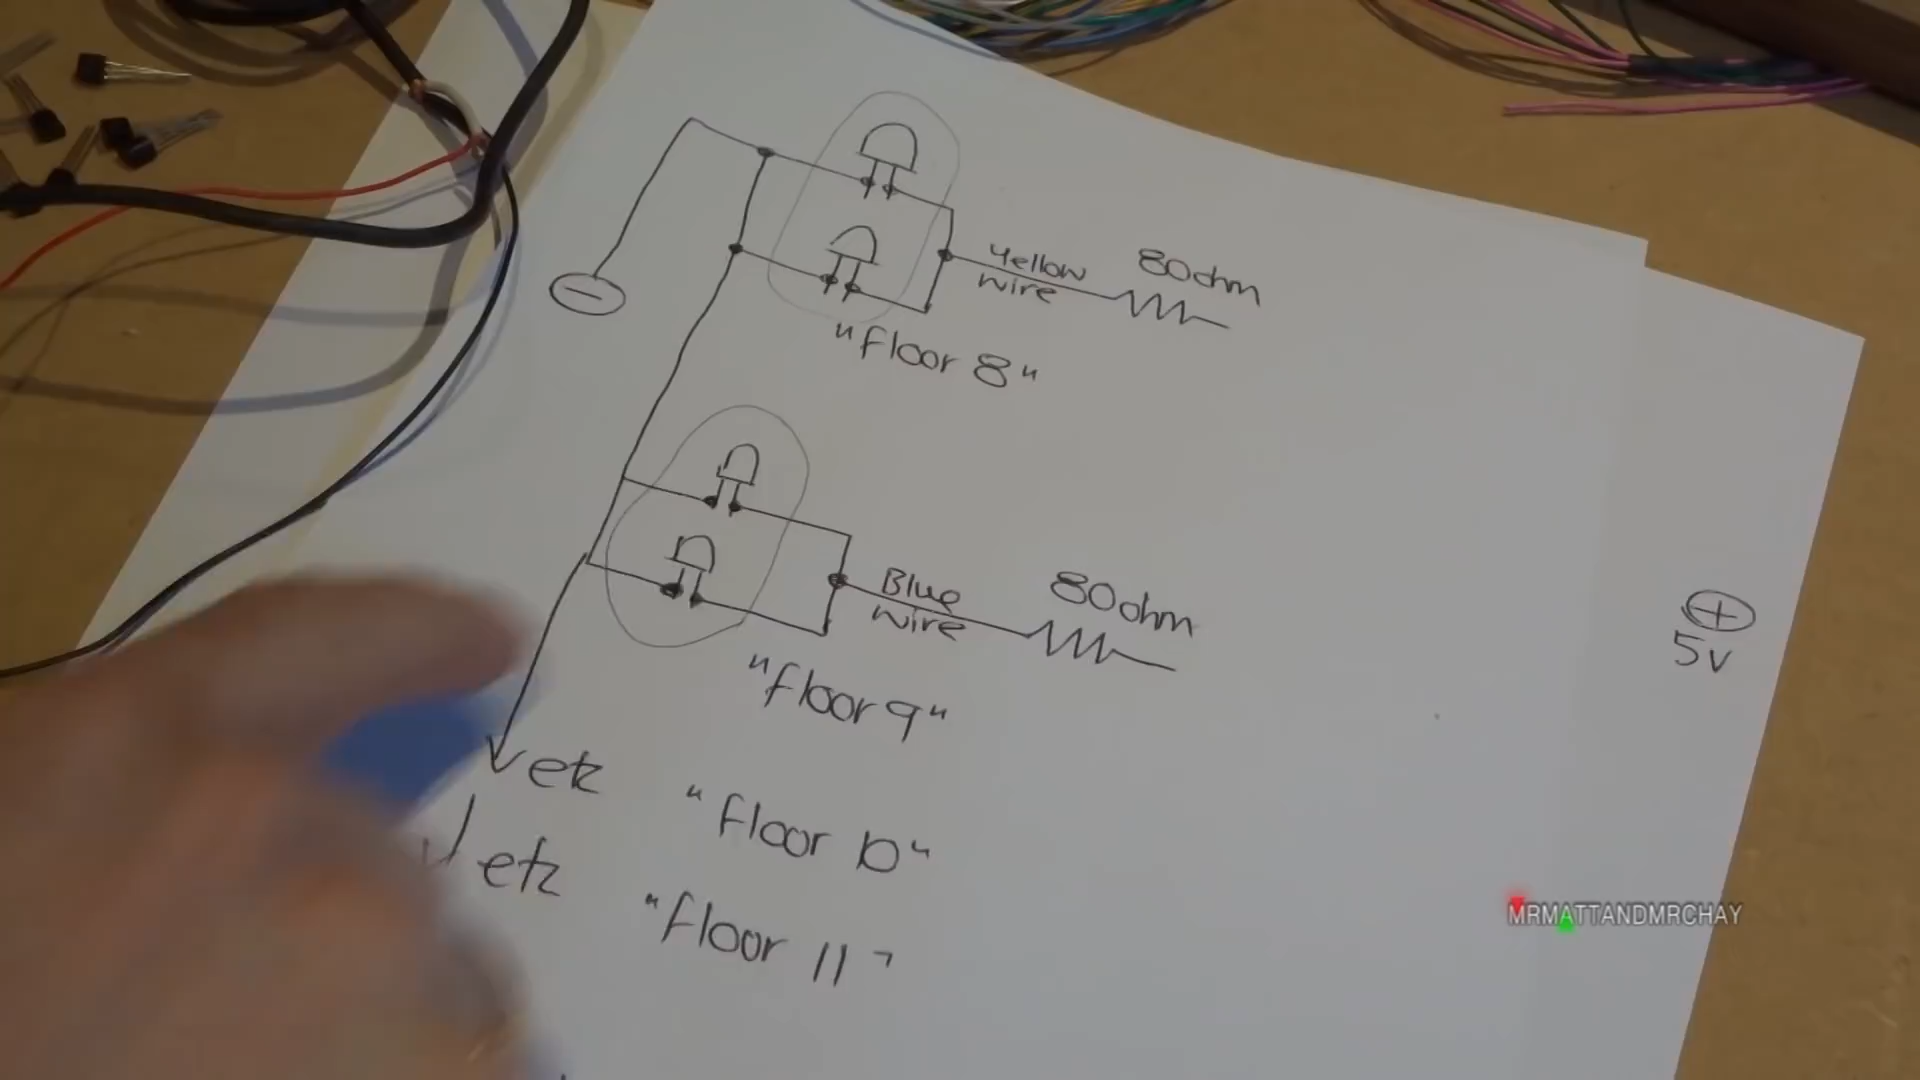 80ohm
Yellow
wire
"floor 8"
80ohm
Blue
wire
"floor 9"
5v
etc "floor 10"
etc "floor 11"
MRMATTANDMRCHAY